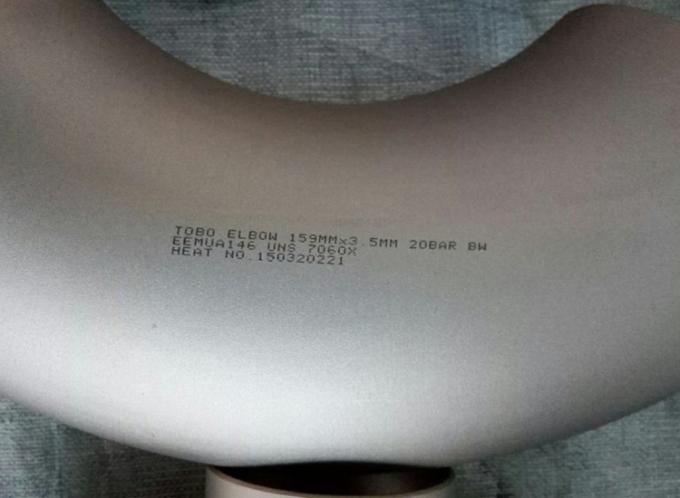 TOBO ELBOW 159MMx3.5MM 20BAR BW
EEMUA146 UNS 7060X
HEAT NO.150320221